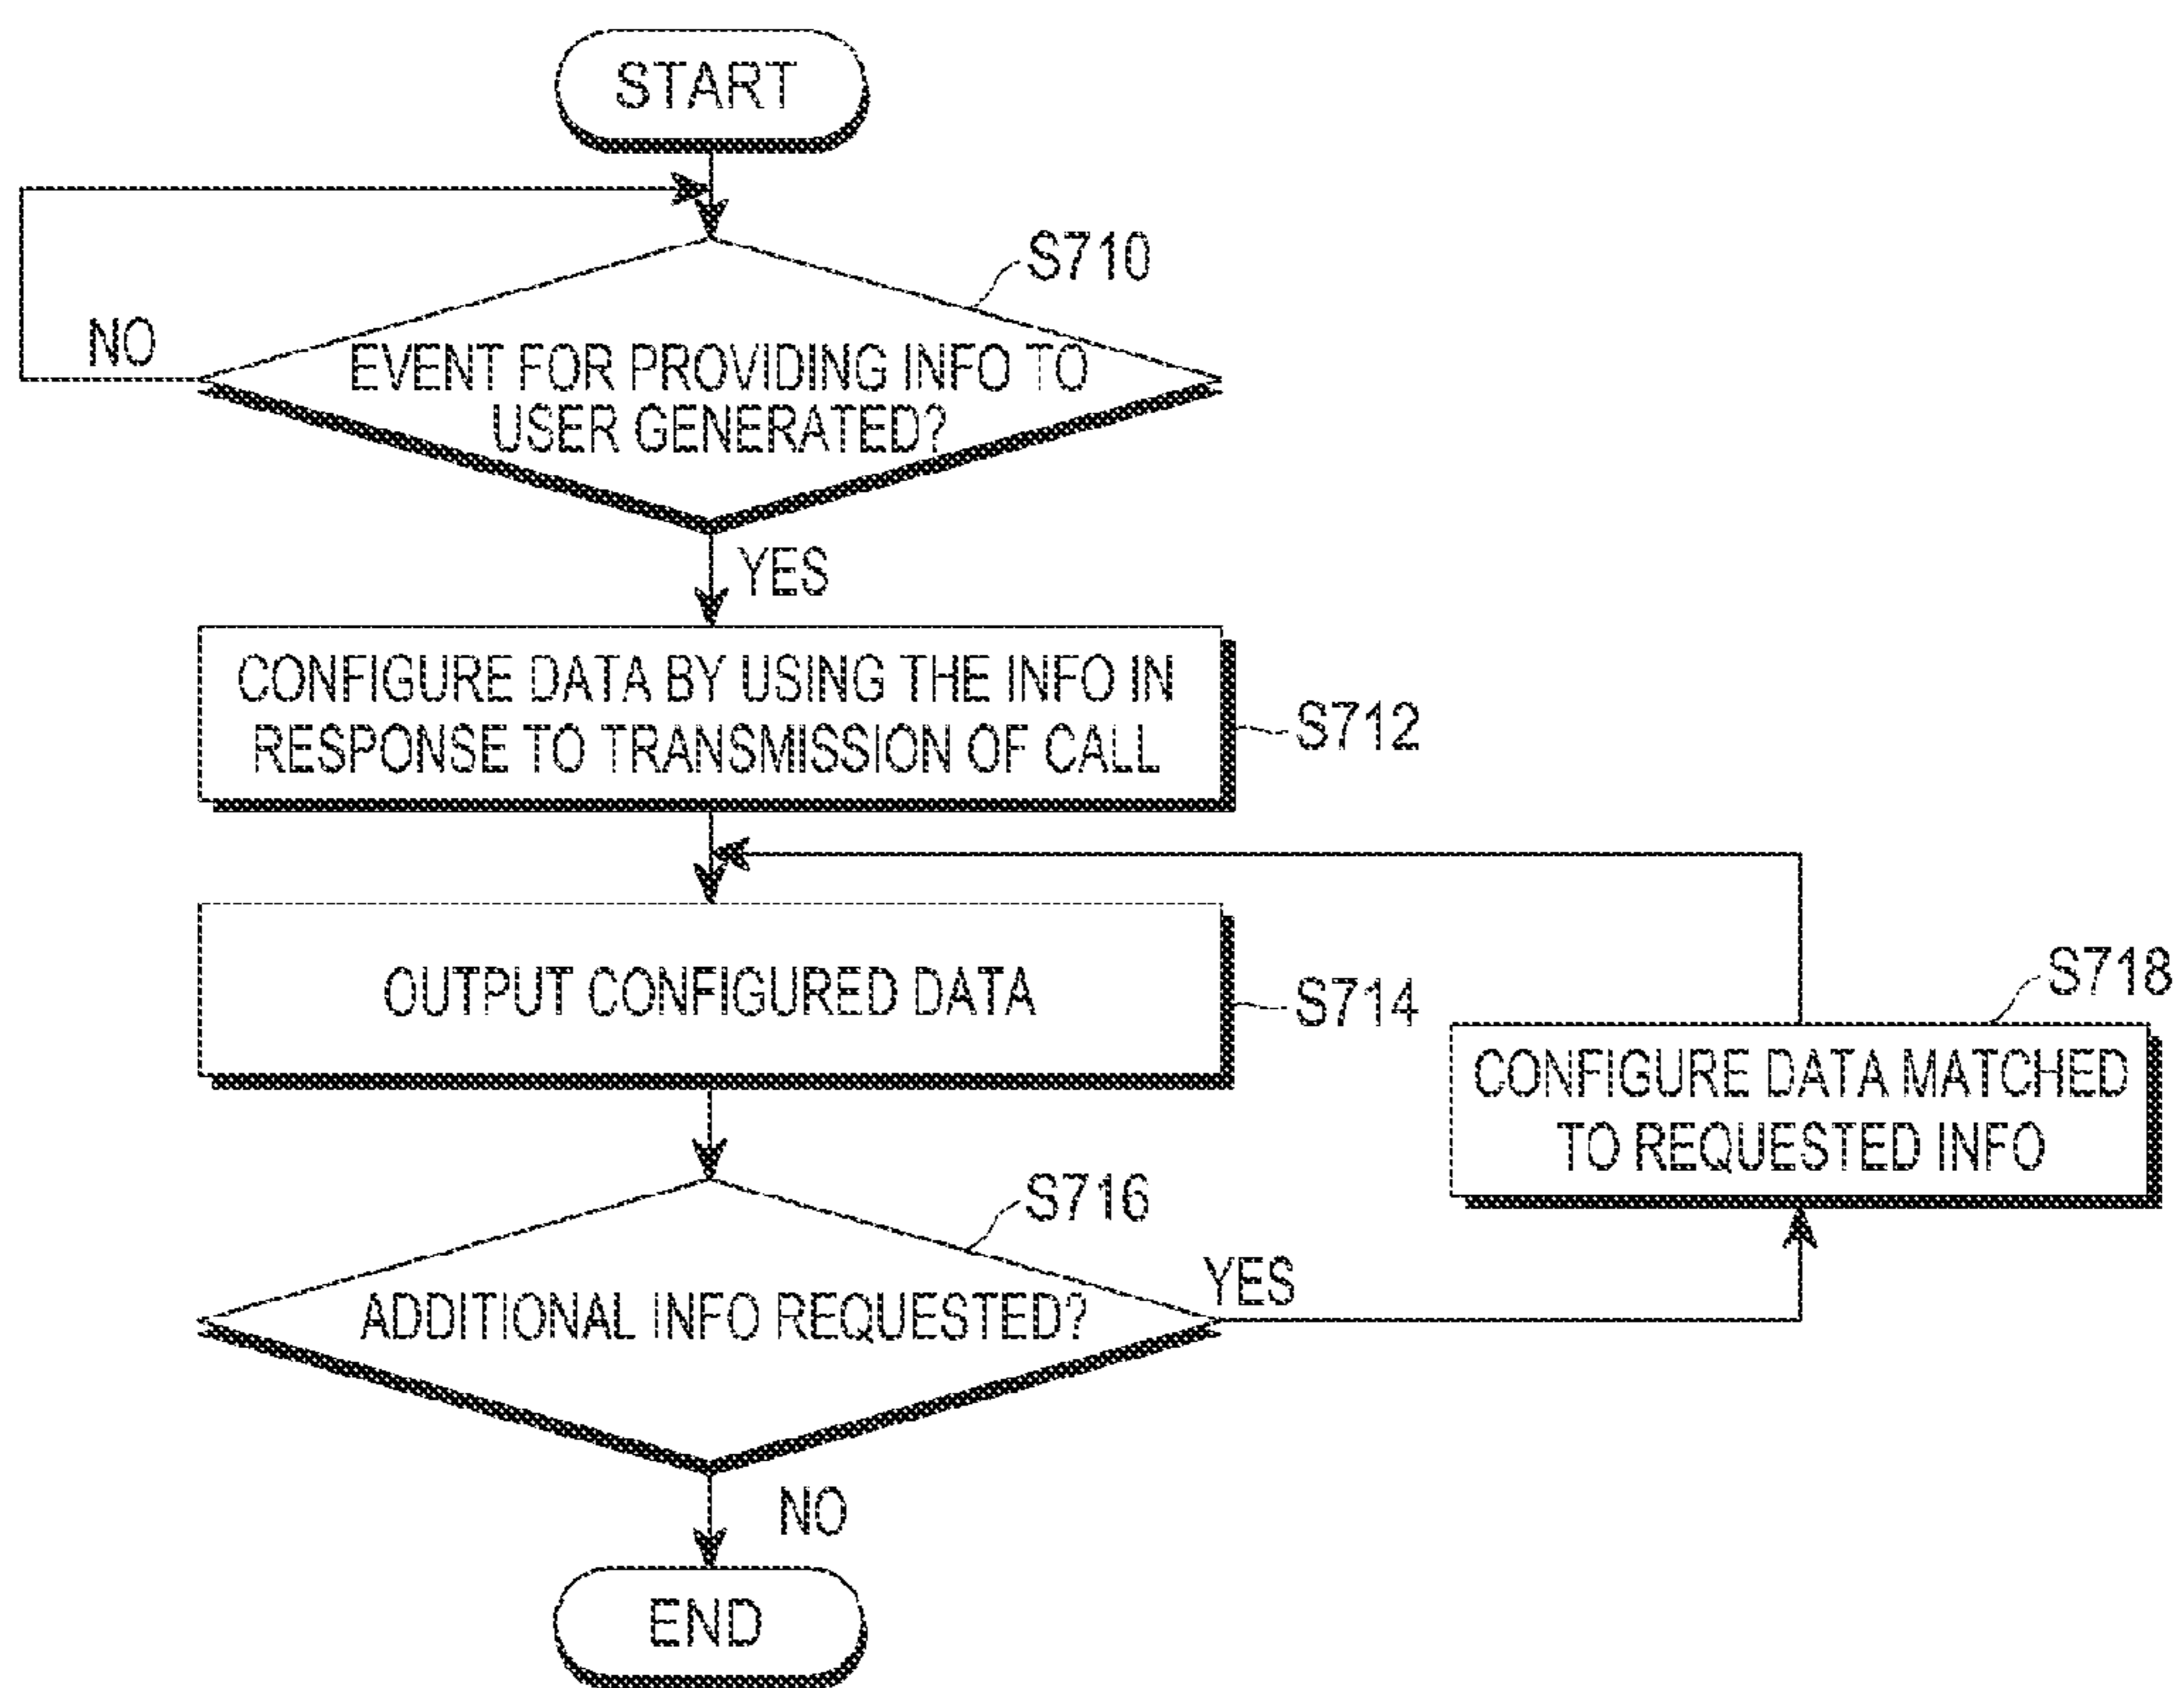 START
S710
NO
EVENT FOR PROVIDING INFO TO
USER GENERATED?
YES
CONFIGURE DATA BY USING THE INFO IN
RESPONSE TO TRANSMISSION OF CALL
S712
OUTPUT CONFIGURED DATA
S714
S718
CONFIGURE DATA MATCHED
TO REQUESTED INFO
S716
ADDITIONAL INFO REQUESTED?
YES
NO
END